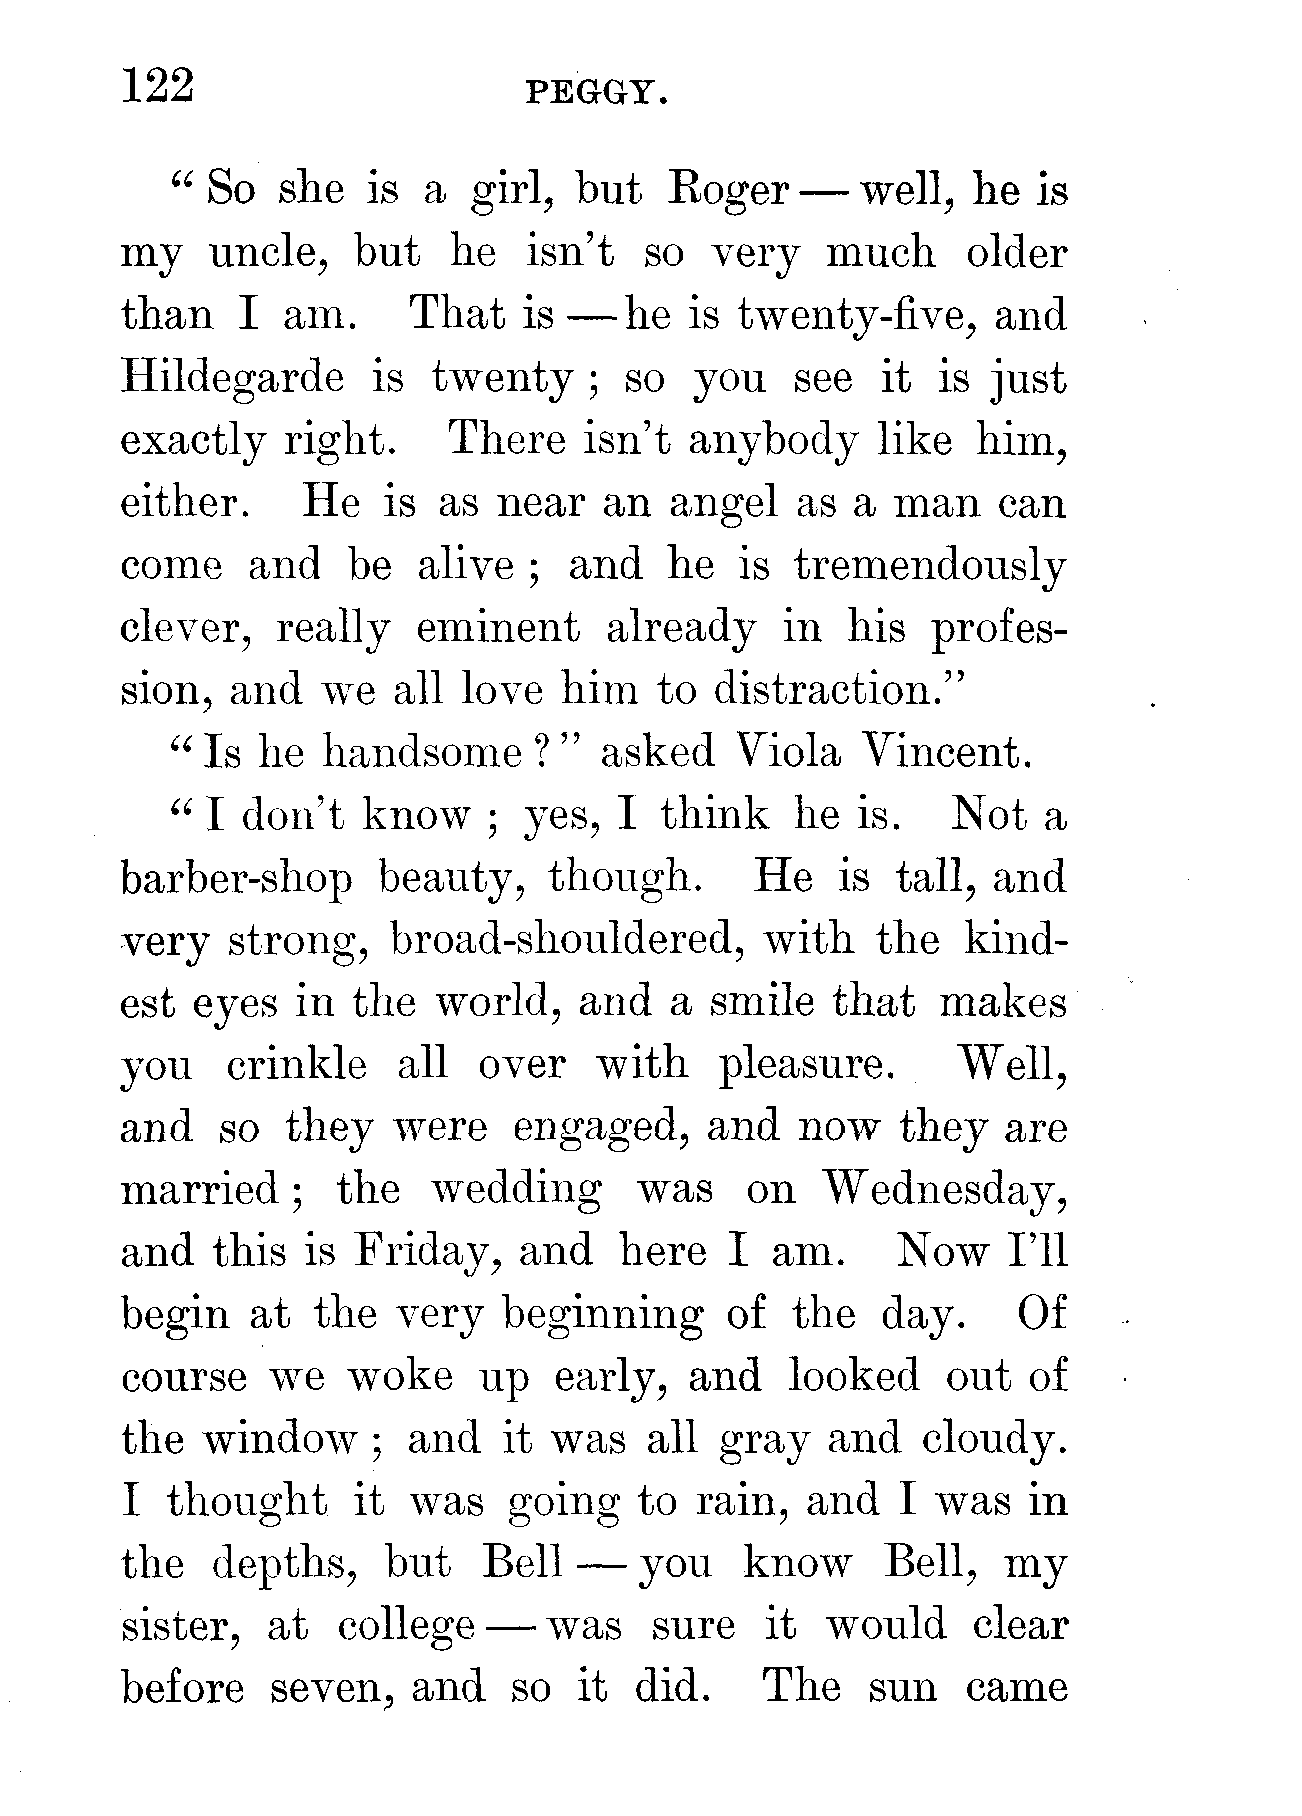 122 PEGGY.
“ So she is a girl, but Roger — well, he is
my uncle, but he isn’t so very much older
than I am. That is — he is twenty-five, and
Hildegarde is twenty ; so you see it is just
exactly right. There isn’t anybody like him,
either. He is as near an angel as a man can
come and be alive ; and he is tremendously
clever, really eminent already in his profes-
sion, and we all love him to distraction.”
“ Is he handsome ? ” asked Viola Vincent.
“ I don’t know ; yes, I think he is. Not a
barber-shop beauty, though. He is tall, and
very strong, broad-shouldered, with the kind-
est eyes in the world, and a smile that makes
you crinkle all over with pleasure. Well,
and so they were engaged, and now they are
married ; the wedding was on Wednesday,
and this is Friday, and here I am. Now I’ll
begin at the very beginning of the day. Of
course we woke up early, and looked out of
the window ; and it was all gray and cloudy.
I thought it was going to rain, and I was in
the depths, but Bell — you know Bell, my
sister, at college — was sure it would clear
before seven, and so it did. The sun came